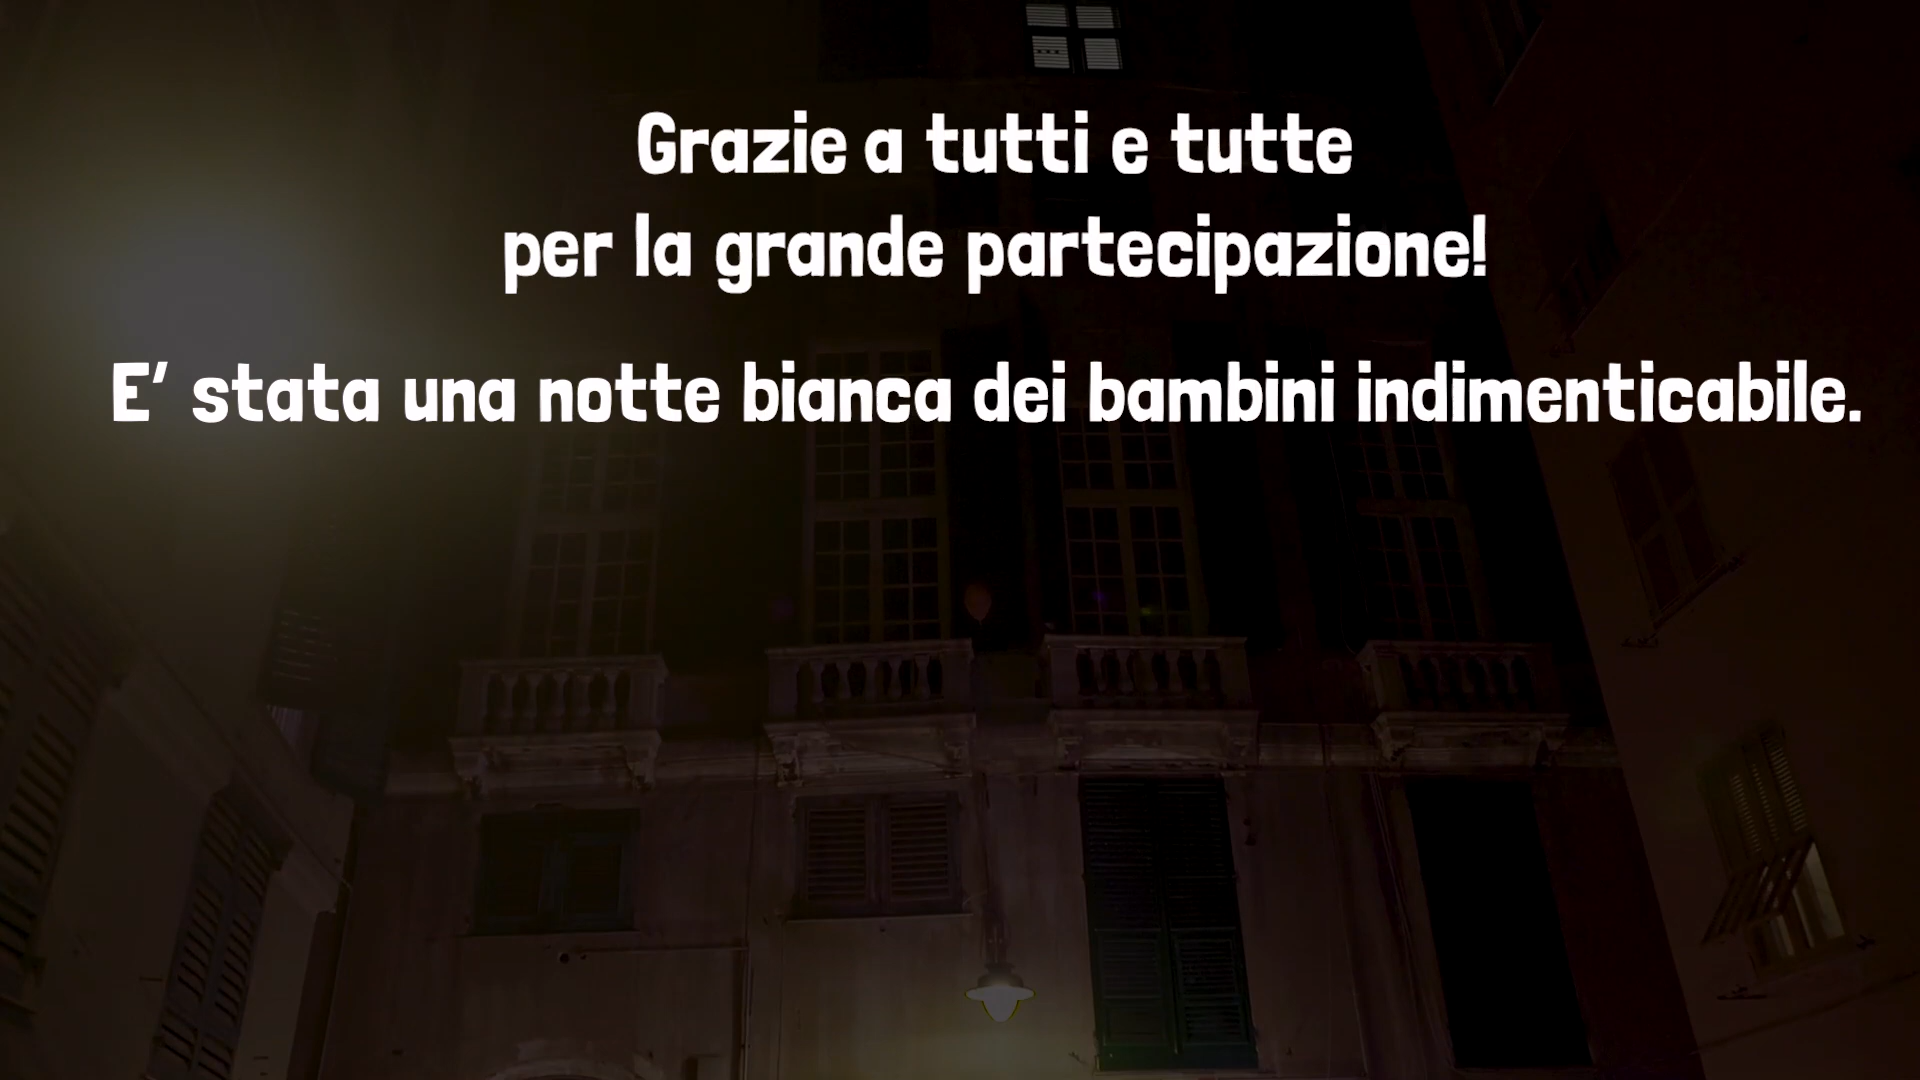 Grazie a tutti e tutte
per la grande partecipazione!
E' stata una notte bianca dei bambini indimenticabile.